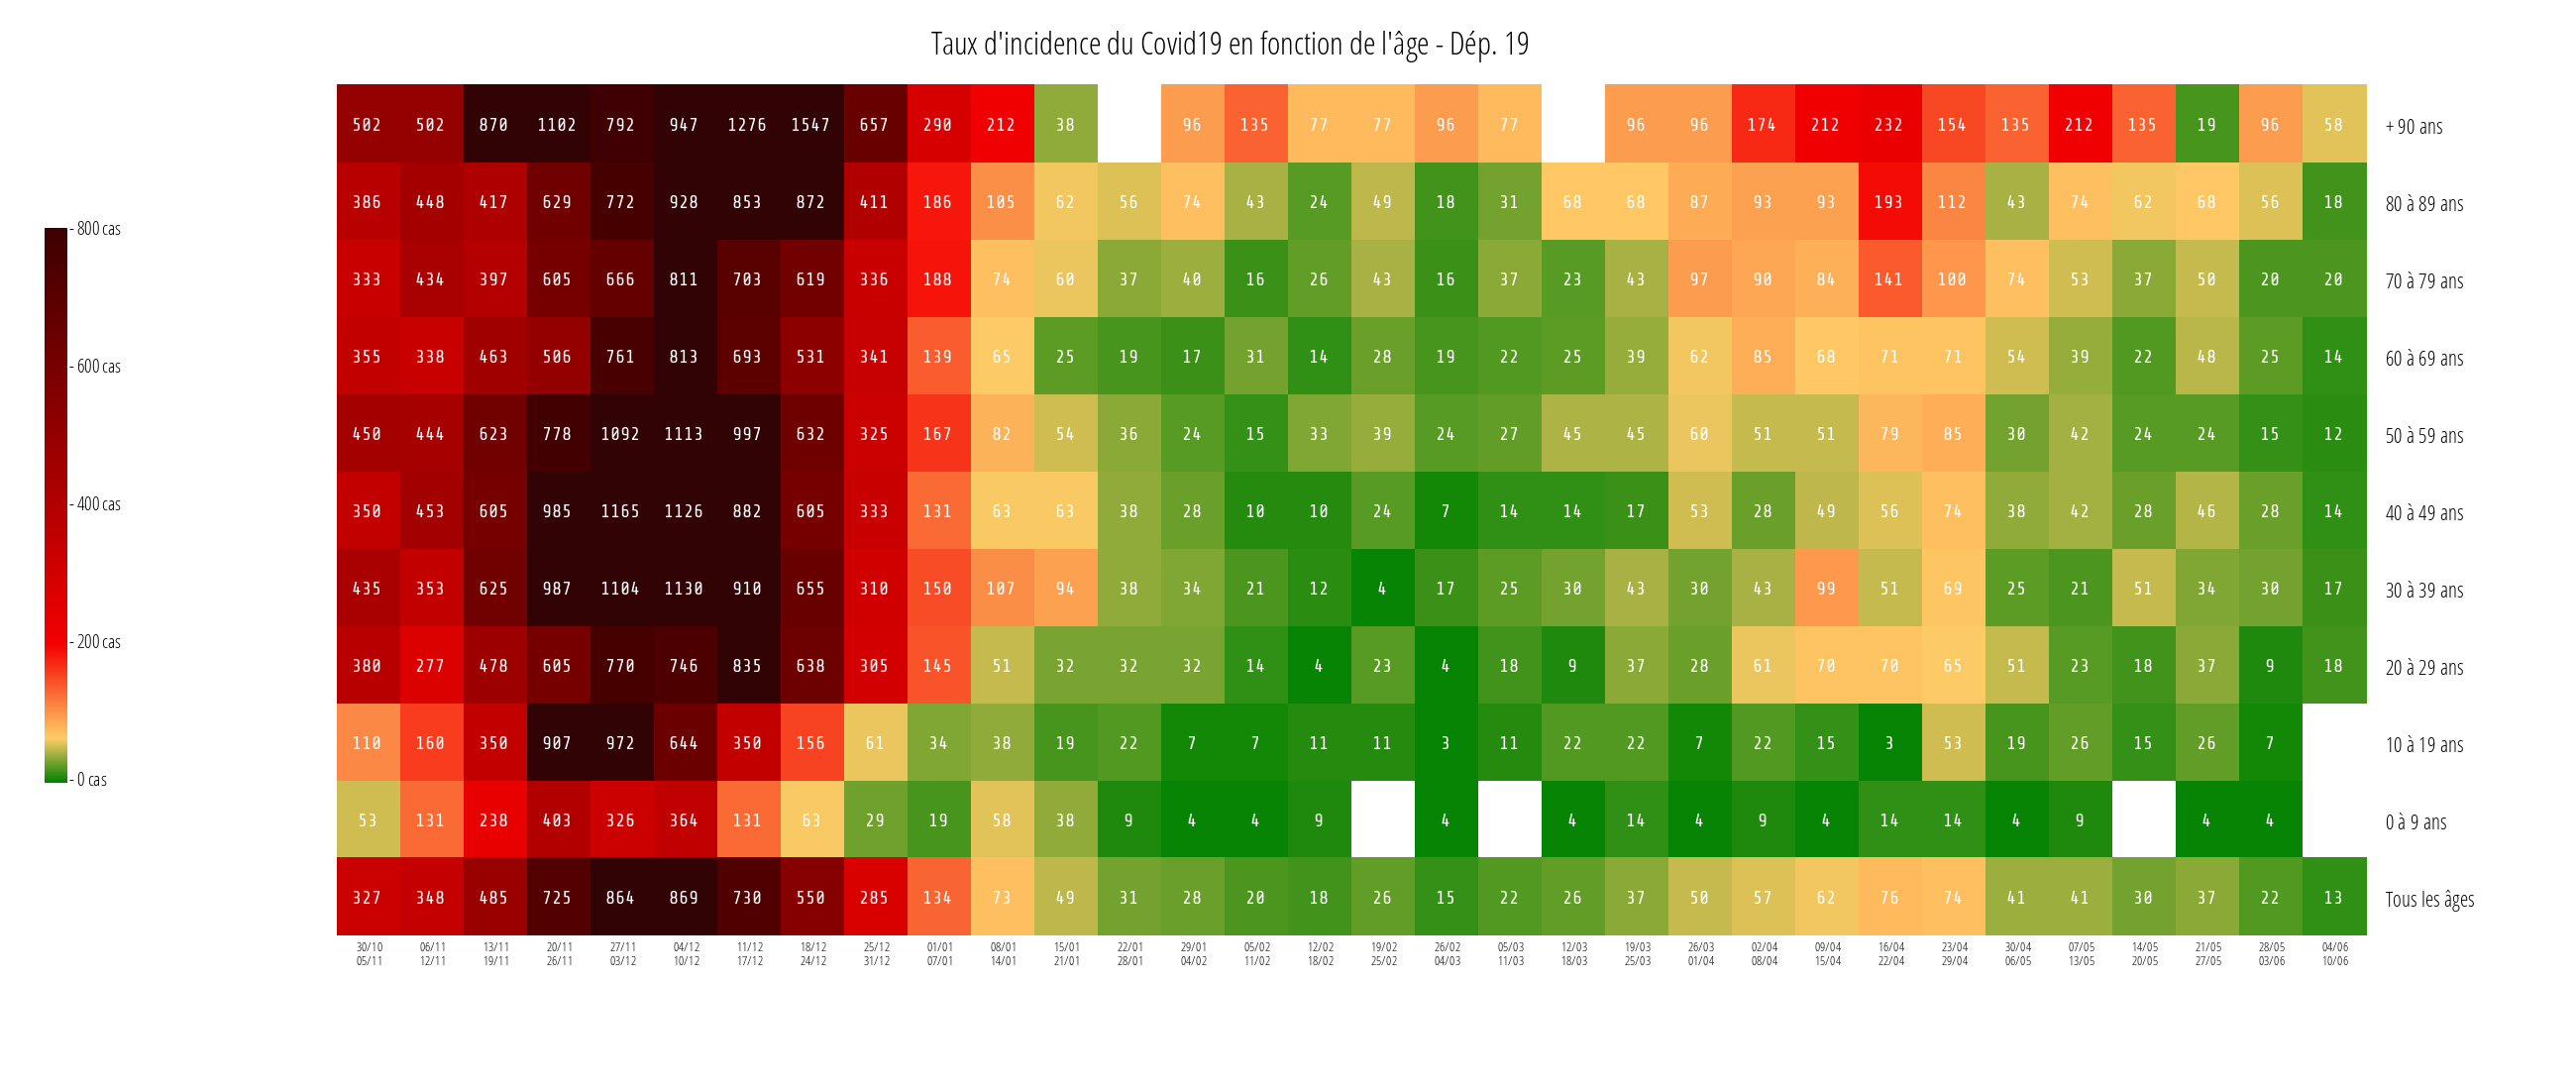 Taux d'incidence du Covid19 en fonction de l'âge - Dép. 19
- 800 cas
- 600 cas
- 400 cas
- 200 cas
- 0 cas
502 502 870 1102 792 947 1276 1547 657 290 212 38 96 135 77 77 96 77 96 96 174 212 232 154 135 212 135 19 96 58 + 90 ans
386 448 417 629 772 928 853 872 411 186 105 62 56 74 43 24 49 18 31 68 68 87 93 93 193 112 43 74 62 68 56 18 80 à 89 ans
333 434 397 605 666 811 703 619 336 188 74 60 37 40 16 26 43 16 37 23 43 97 90 84 141 100 74 53 37 50 20 20 70 à 79 ans
355 338 463 506 761 813 693 531 341 139 65 25 19 17 31 14 28 19 22 25 39 62 85 68 71 71 54 39 22 48 25 14 60 à 69 ans
450 444 623 778 1092 1113 997 632 325 167 82 54 36 24 15 33 39 24 27 45 45 60 51 51 79 85 30 42 24 24 15 12 50 à 59 ans
350 453 605 985 1165 1126 882 605 333 131 63 63 38 28 10 10 24 7 14 14 17 53 28 49 56 74 38 42 28 46 28 14 40 à 49 ans
435 353 625 987 1104 1130 910 655 310 150 107 94 38 34 21 12 4 17 25 30 43 30 43 99 51 69 25 21 51 34 30 17 30 à 39 ans
380 277 478 605 770 746 835 638 305 145 51 32 32 32 14 4 23 4 18 9 37 28 61 70 70 65 51 23 18 37 9 18 20 à 29 ans
110 160 350 907 972 644 350 156 61 34 38 19 22 7 7 11 11 3 11 22 22 7 22 15 3 53 19 26 15 26 7 10 à 19 ans
53 131 238 403 326 364 131 63 29 19 58 38 9 4 4 9 4 4 14 4 9 4 14 14 4 9 4 4 0 à 9 ans
327 348 485 725 864 869 730 550 285 134 73 49 31 28 20 18 26 15 22 26 37 50 57 62 76 74 41 41 30 37 22 13 Tous les âges
30/10 06/11 13/11 20/11 27/11 04/12 11/12 18/12 25/12 01/01 08/01 15/01 22/01 29/01 05/02 12/02 19/02 26/02 05/03 12/03 19/03 26/03 02/04 09/04 16/04 23/04 30/04 07/05 14/05 21/05 28/05 04/06
05/11 12/11 19/11 26/11 03/12 10/12 17/12 24/12 31/12 07/01 14/01 21/01 28/01 04/02 11/02 18/02 25/02 04/03 11/03 18/03 25/03 01/04 08/04 15/04 22/04 29/04 06/05 13/05 20/05 27/05 03/06 10/06